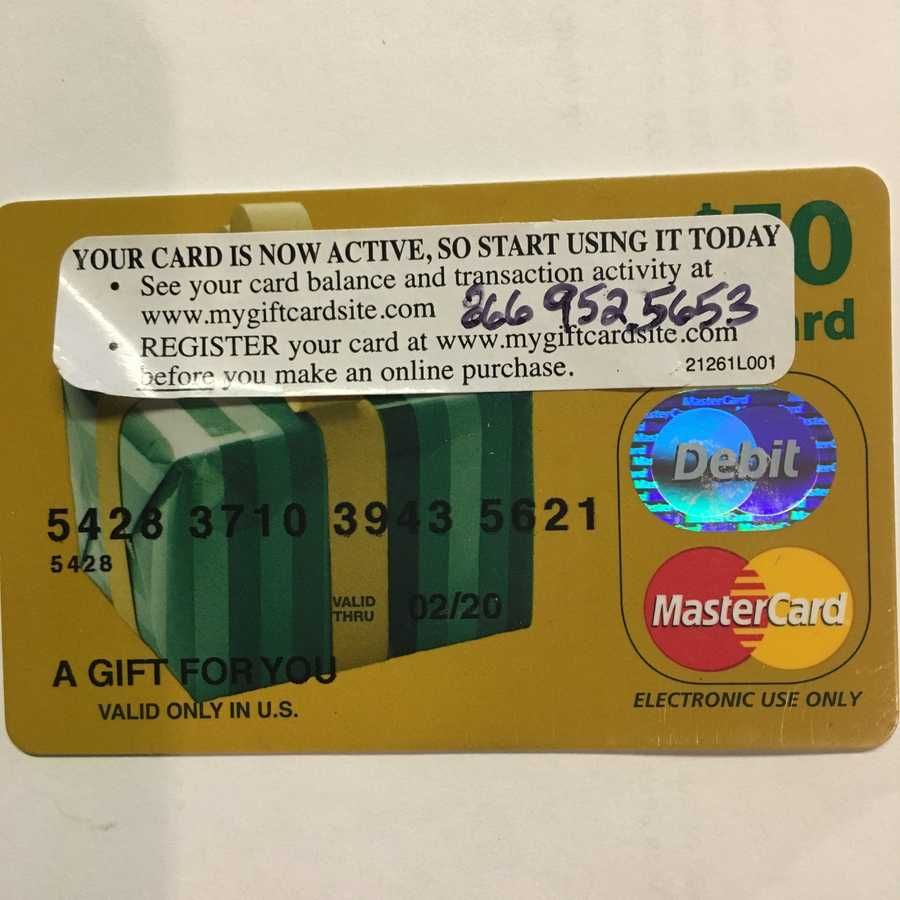 YOUR CARD IS NOW ACTIVE, SO START USING IT TODAY
• See your card balance and transaction activity at
www.mygiftcardsite.com 866 952 5653
• REGISTER your card at www.mygiftcardsite.com
before you make an online purchase.
21261L001
MasterCard
Debit
5428 3710 3943 5621
5428
VALID
THRU 02/20
MasterCard
A GIFT FOR YOU
VALID ONLY IN U.S.
ELECTRONIC USE ONLY